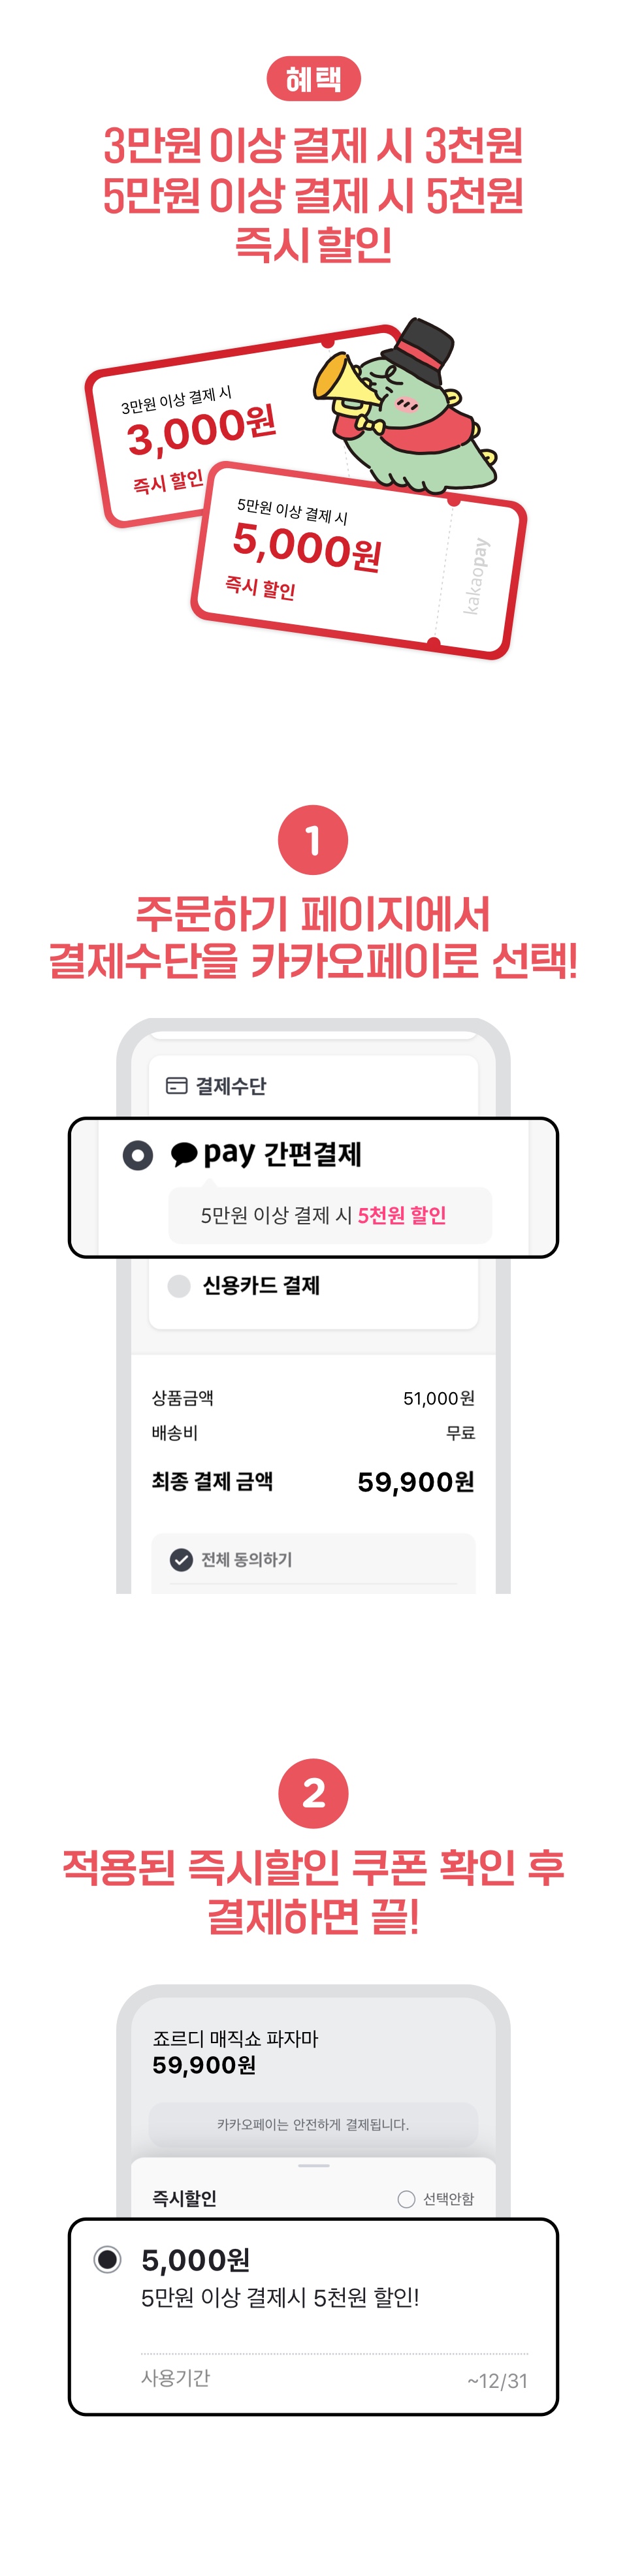 혜택
3만원 이상 결제 시 3천원
5만원 이상 결제 시 5천원
즉시 할인
3만원 이상 결제 시
3,000원
즉시 할인
5만원 이상 결제 시
5,000원
즉시 할인
kakaopay
1
주문하기 페이지에서
결제수단을 카카오페이로 선택!
결제수단
pay 간편결제
5만원 이상 결제 시 5천원 할인
신용카드 결제
상품금액 51,000원
배송비 무료
최종 결제 금액 59,900원
전체 동의하기
2
적용된 즉시할인 쿠폰 확인 후
결제하면 끝!
죠르디 매직쇼 파자마
59,900원
카카오페이는 안전하게 결제됩니다.
즉시할인 선택안함
5,000원
5만원 이상 결제시 5천원 할인!
사용기간 ~12/31